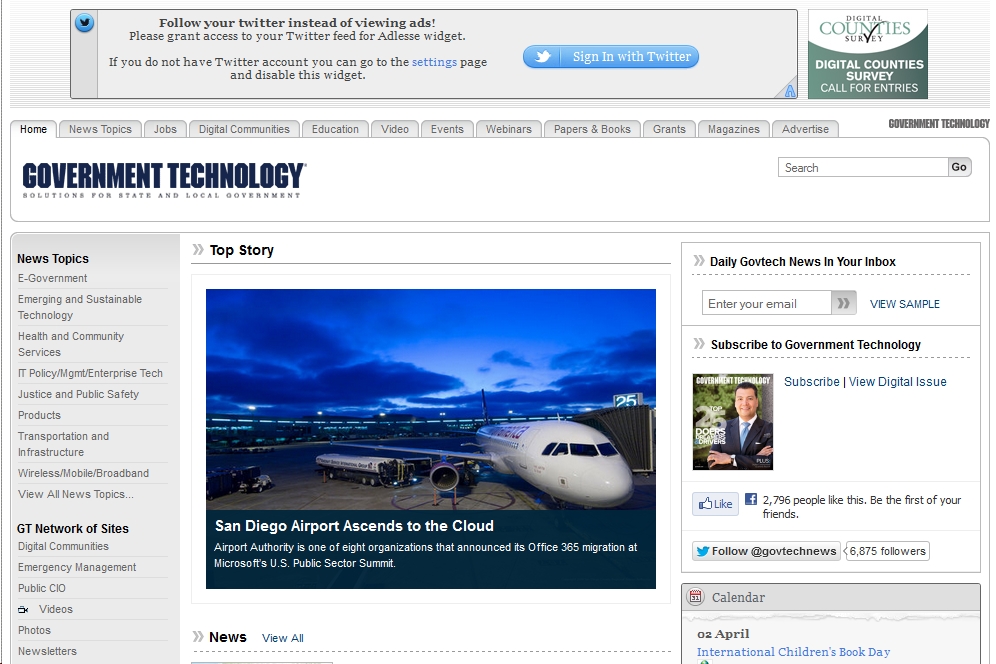 Follow your twitter instead of viewing ads!
Please grant access to your Twitter feed for Adlesse widget.
If you do not have Twitter account you can go to the settings page
and disable this widget.
Sign In with Twitter
DIGITAL
COUNTIES
SURVEY
DIGITAL COUNTIES
SURVEY
CALL FOR ENTRIES
Home
News Topics
Jobs
Digital Communities
Education
Video
Events
Webinars
Papers & Books
Grants
Magazines
Advertise
GOVERNMENT TECHNOLOGY
GOVERNMENT TECHNOLOGY
SOLUTIONS FOR STATE AND LOCAL GOVERNMENT
Search
Go
News Topics
E-Government
Emerging and Sustainable
Technology
Health and Community
Services
IT Policy/Mgmt/Enterprise Tech
Justice and Public Safety
Products
Transportation and
Infrastructure
Wireless/Mobile/Broadband
View All News Topics...
GT Network of Sites
Digital Communities
Emergency Management
Public CIO
Videos
Photos
Newsletters
Top Story
25
San Diego Airport Ascends to the Cloud
Airport Authority is one of eight organizations that announced its Office 365 migration at
Microsoft's U.S. Public Sector Summit.
News View All
Daily Govtech News In Your Inbox
Enter your email
VIEW SAMPLE
Subscribe to Government Technology
GOVERNMENT TECHNOLOGY
TOP
25
DOERS
DREAMERS
& DRIVERS
PLUS:
Subscribe | View Digital Issue
Like
2,796 people like this. Be the first of your
friends.
Follow @govtechnews
6,875 followers
31
Calendar
02 April
International Children's Book Day